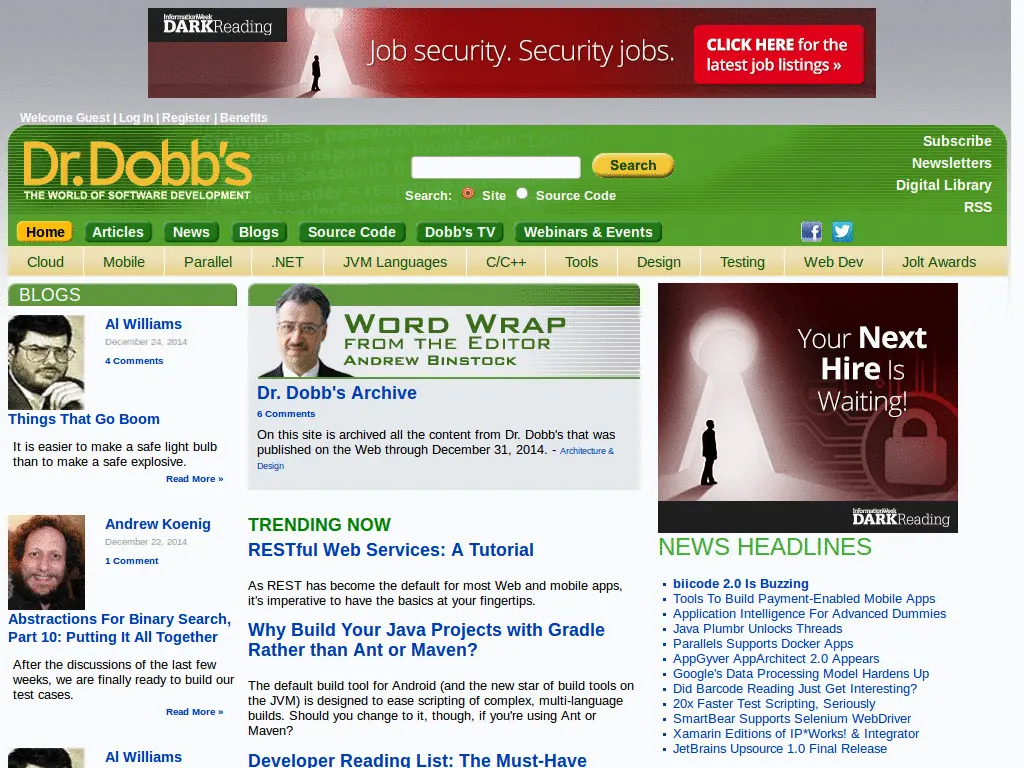 InformationWeek
DARKReading
Job security. Security jobs.
CLICK HERE for the
latest job listings »
Welcome Guest | Log In | Register | Benefits
Dr.Dobb's
THE WORLD OF SOFTWARE DEVELOPMENT
Search
Search: Site Source Code
Subscribe
Newsletters
Digital Library
RSS
Home Articles News Blogs Source Code Dobb's TV Webinars & Events
Cloud Mobile Parallel .NET JVM Languages C/C++ Tools Design Testing Web Dev Jolt Awards
BLOGS
Al Williams
December 24, 2014
4 Comments
Things That Go Boom
It is easier to make a safe light bulb
than to make a safe explosive.
Read More »
Andrew Koenig
December 22, 2014
1 Comment
Abstractions For Binary Search,
Part 10: Putting It All Together
After the discussions of the last few
weeks, we are finally ready to build our
test cases.
Read More »
Al Williams
WORD WRAP
FROM THE EDITOR
ANDREW BINSTOCK
Dr. Dobb's Archive
6 Comments
On this site is archived all the content from Dr. Dobb's that was
published on the Web through December 31, 2014. - Architecture &
Design
TRENDING NOW
RESTful Web Services: A Tutorial
As REST has become the default for most Web and mobile apps,
it's imperative to have the basics at your fingertips.
Why Build Your Java Projects with Gradle
Rather than Ant or Maven?
The default build tool for Android (and the new star of build tools on
the JVM) is designed to ease scripting of complex, multi-language
builds. Should you change to it, though, if you're using Ant or
Maven?
Developer Reading List: The Must-Have
Your Next
Hire Is
Waiting!
InformationWeek
DARKReading
NEWS HEADLINES
biicode 2.0 Is Buzzing
Tools To Build Payment-Enabled Mobile Apps
Application Intelligence For Advanced Dummies
Java Plumbr Unlocks Threads
Parallels Supports Docker Apps
AppGyver AppArchitect 2.0 Appears
Google's Data Processing Model Hardens Up
Did Barcode Reading Just Get Interesting?
20x Faster Test Scripting, Seriously
SmartBear Supports Selenium WebDriver
Xamarin Editions of IP*Works! & Integrator
JetBrains Upsource 1.0 Final Release